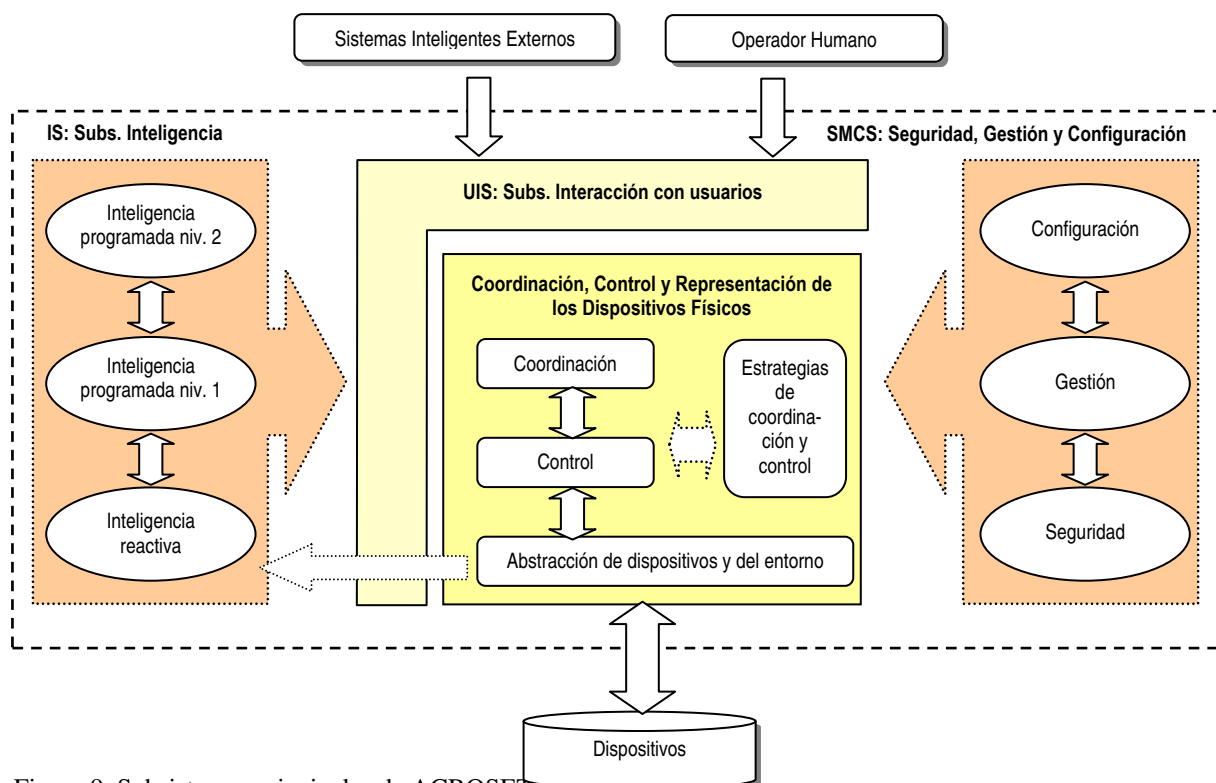 Sistemas Inteligentes Externos
Operador Humano
IS: Subs. Inteligencia
SMCS: Seguridad, Gestión y Configuración
UIS: Subs. Interacción con usuarios
Inteligencia
programada niv. 2
Inteligencia
programada niv. 1
Inteligencia
reactiva
Coordinación, Control y Representación de
los Dispositivos Físicos
Coordinación
Control
Estrategias
de
coordina-
ción y
control
Abstracción de dispositivos y del entorno
Configuración
Gestión
Seguridad
Dispositivos